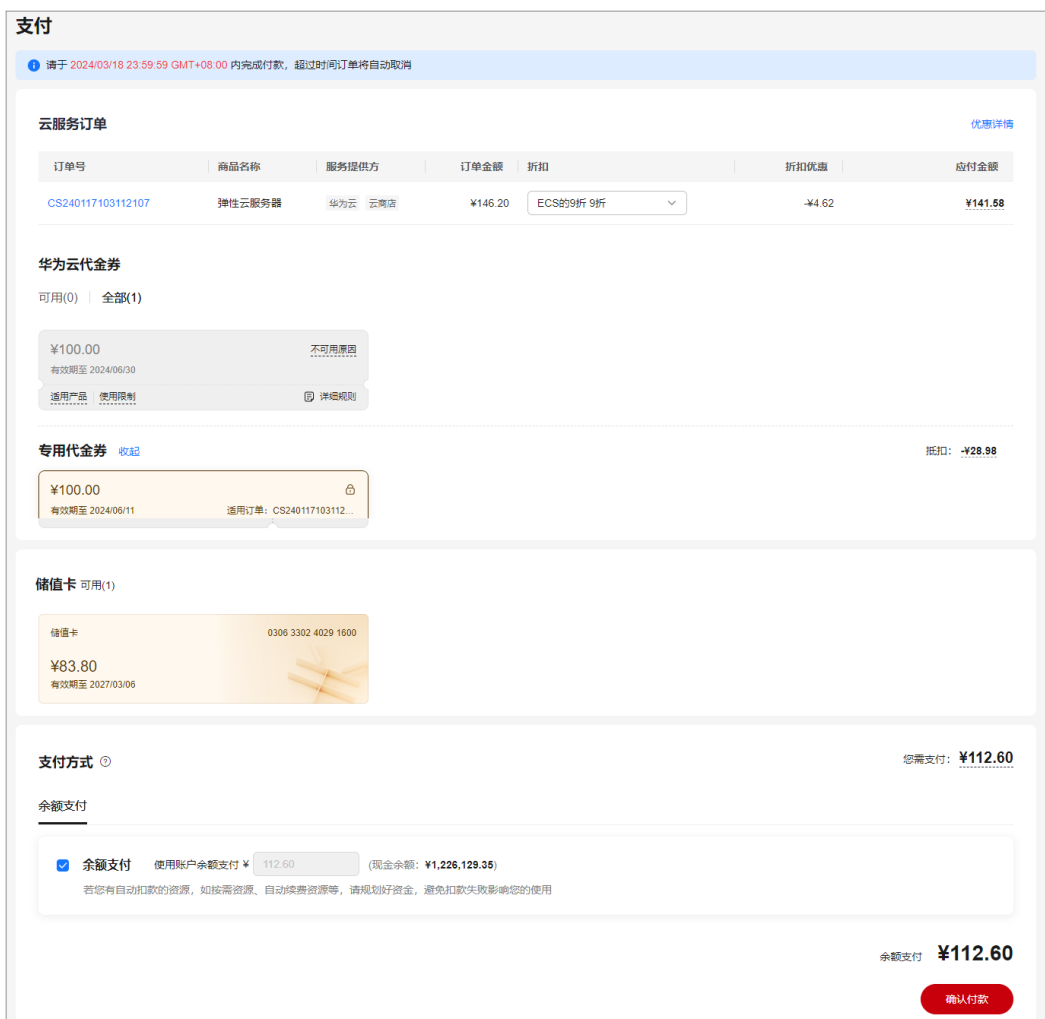 支付
请于 2024/03/18 23:59:59 GMT+08:00 内完成付款，超过时间订单将自动取消
云服务订单 优惠详情
订单号 商品名称 服务提供方 订单金额 折扣 折扣优惠 应付金额
CS240117103112107 弹性云服务器 华为云 云商店 ¥146.20 ECS的9折 9折 -¥4.62 ¥141.58
华为云代金券
可用(0) 全部(1)
¥100.00 不可用原因
有效期至 2024/06/30
适用产品 使用限制 详细规则
专用代金券 收起 抵扣： -¥28.98
¥100.00
有效期至 2024/06/11 适用订单：CS240117103112...
储值卡 可用(1)
储值卡 0306 3302 4029 1600
¥83.80
有效期至 2027/03/06
支付方式 您需支付： ¥112.60
余额支付
余额支付 使用账户余额支付 ¥ 112.60 (现金余额：¥1,226,129.35)
若您有自动扣款的资源，如按需资源、自动续费资源等，请规划好资金，避免扣款失败影响您的使用
余额支付 ¥112.60
确认付款